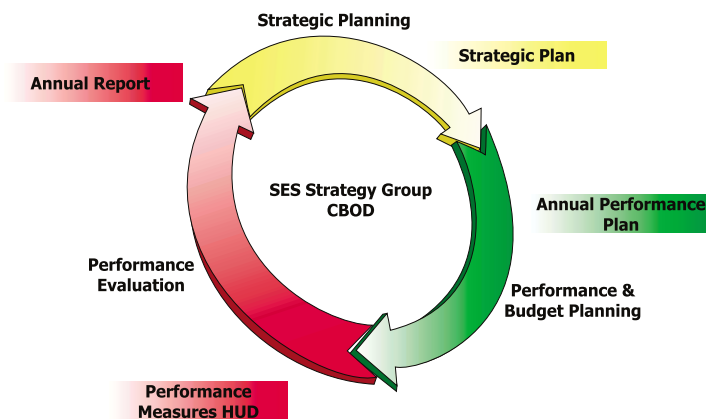 Strategic Planning
Strategic Plan
Annual Report
SES Strategy Group
CBOD
Annual Performance
Plan
Performance
Evaluation
Performance &
Budget Planning
Performance
Measures HUD